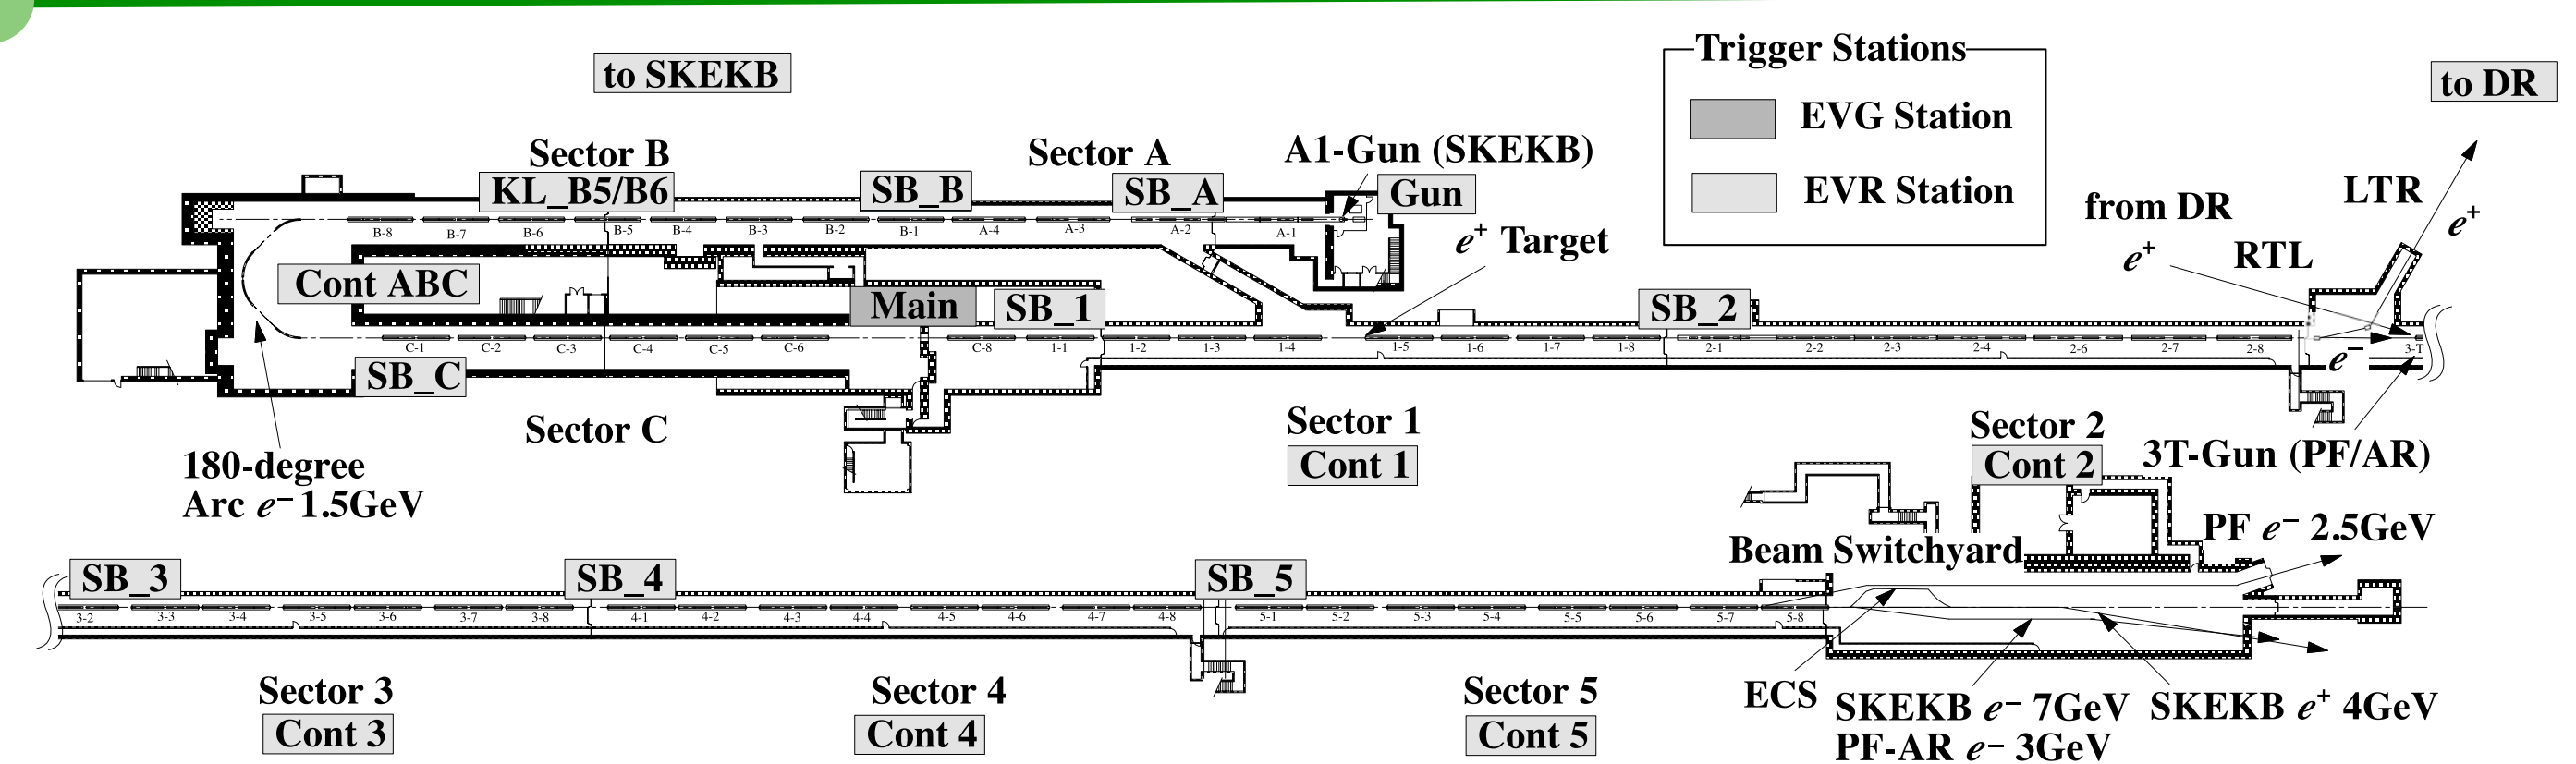 to SKEKB
Trigger Stations
EVG Station
EVR Station
to DR
Sector B
Sector A
A1-Gun (SKEKB)
KL_B5/B6
SB_B
SB_A
Gun
LTR
e+
from DR
e+
RTL
e+ Target
B-8 B-7 B-6 B-5 B-4 B-3 B-2 B-1 A-4 A-3 A-2 A-1
Cont ABC
Main
SB_1
SB_2
C-1 C-2 C-3 C-4 C-5 C-6 C-8 1-1 1-2 1-3 1-4 1-5 1-6 1-7 1-8 2-1 2-2 2-3 2-4 2-6 2-7 2-8 3-T
e−
SB_C
Sector C
Sector 1
Cont 1
Sector 2
Cont 2
3T-Gun (PF/AR)
180-degree
Arc e− 1.5GeV
PF e− 2.5GeV
Beam Switchyard
SB_3
SB_4
SB_5
3-2 3-3 3-4 3-5 3-6 3-7 3-8 4-1 4-2 4-3 4-4 4-5 4-6 4-7 4-8 5-1 5-2 5-3 5-4 5-5 5-6 5-7 5-8
Sector 3
Cont 3
Sector 4
Cont 4
Sector 5
Cont 5
ECS
SKEKB e− 7GeV
PF-AR e− 3GeV
SKEKB e+ 4GeV